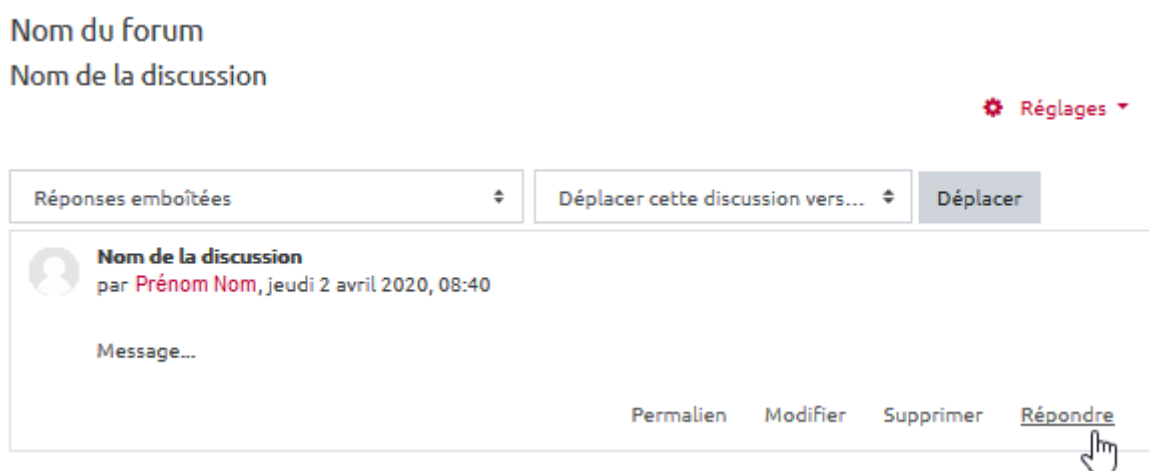 Nom du forum
Nom de la discussion
Réglages
Réponses emboîtées
Déplacer cette discussion vers...
Déplacer
Nom de la discussion
par Prénom Nom, jeudi 2 avril 2020, 08:40
Message...
Permalien Modifier Supprimer Répondre